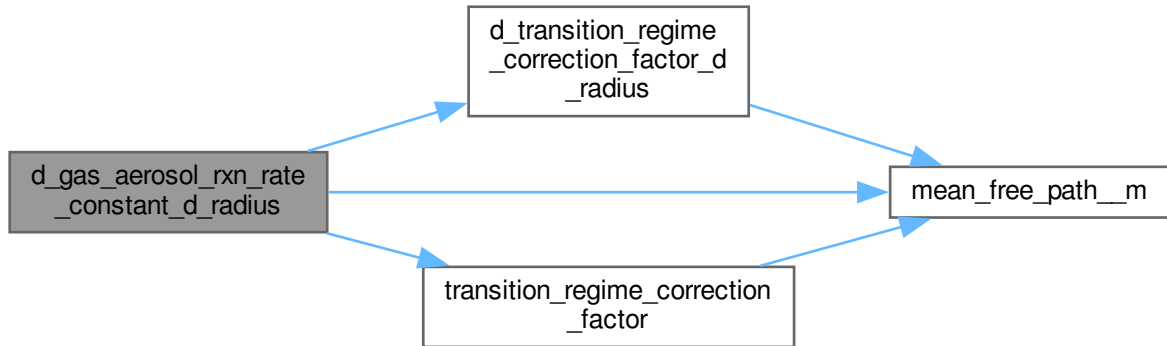 d_gas_aerosol_rxn_rate
_constant_d_radius
d_transition_regime
_correction_factor_d
_radius
mean_free_path__m
transition_regime_correction
_factor